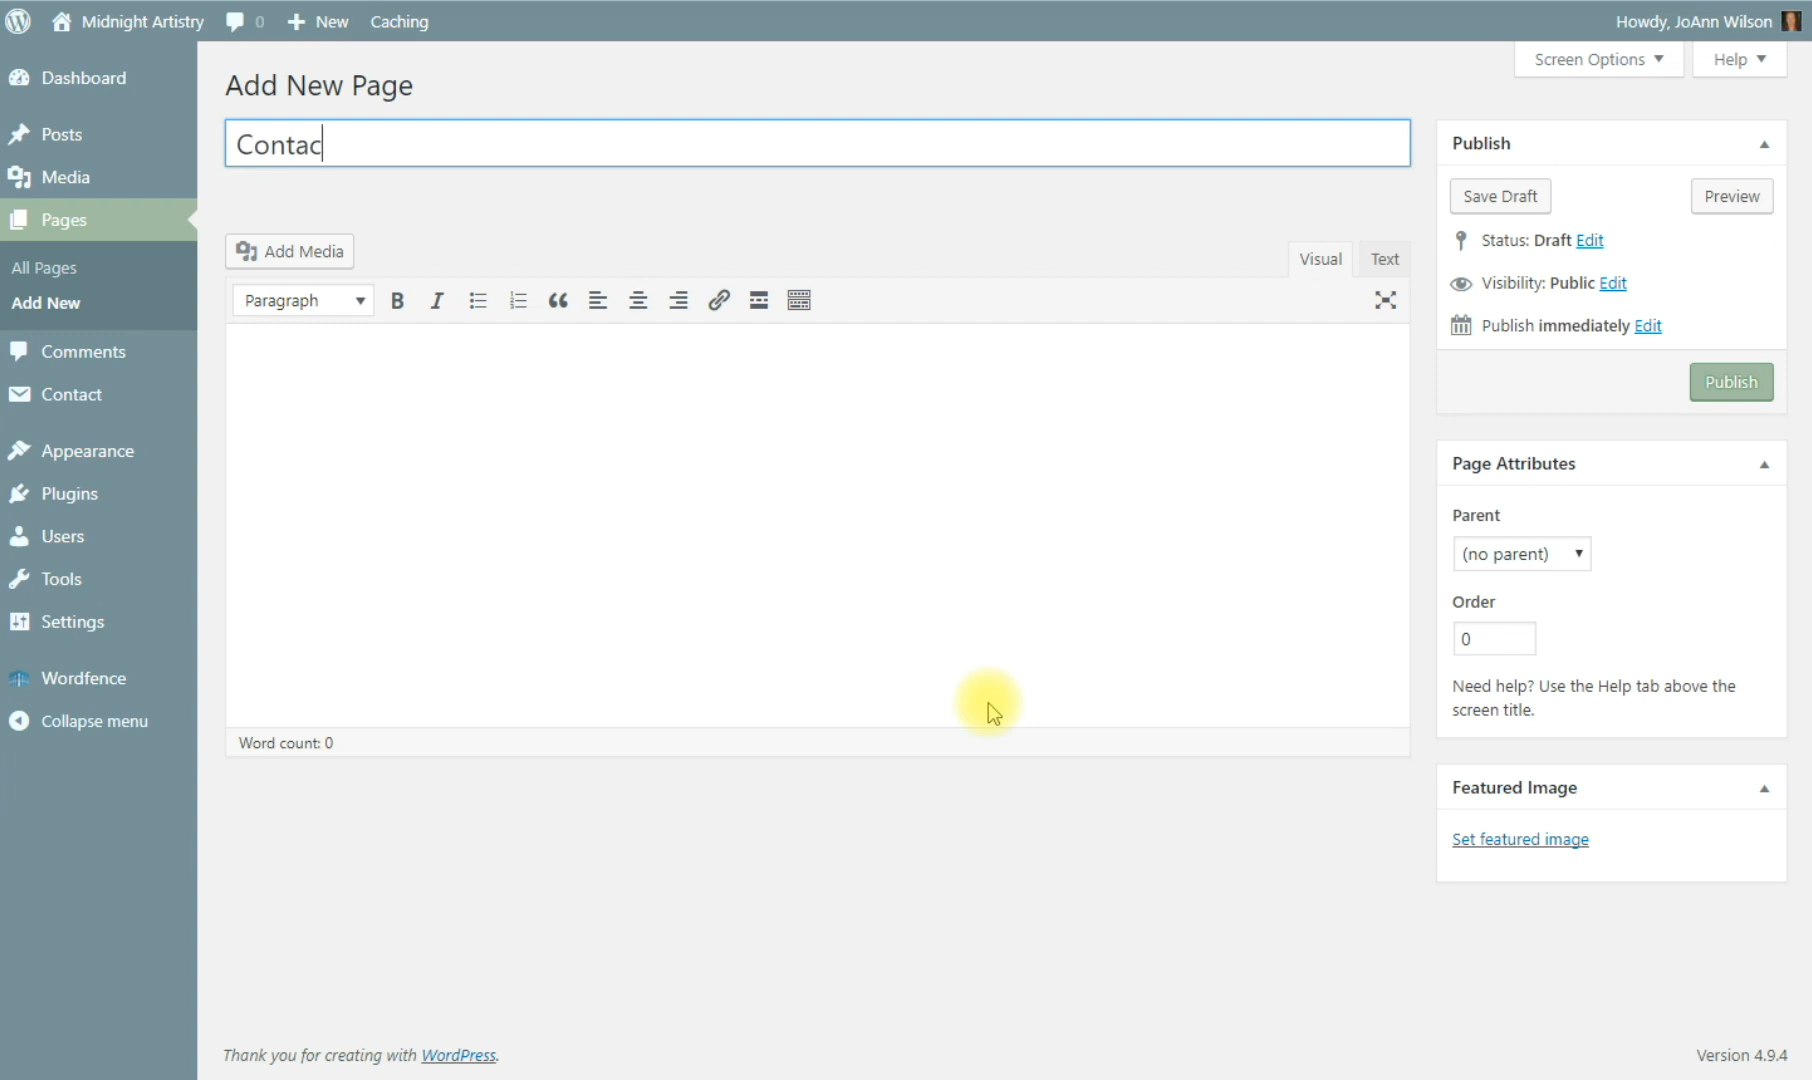 Midnight Artistry 0 New Caching Howdy, JoAnn Wilson
Screen Options Help
Dashboard
Posts
Media
Pages
All Pages
Add New
Comments
Contact
Appearance
Plugins
Users
Tools
Settings
Wordfence
Collapse menu
Add New Page
Contac
Add Media
Visual Text
Paragraph
Word count: 0
Publish
Save Draft Preview
Status: Draft Edit
Visibility: Public Edit
Publish immediately Edit
Publish
Page Attributes
Parent
(no parent)
Order
0
Need help? Use the Help tab above the
screen title.
Featured Image
Set featured image
Thank you for creating with WordPress.
Version 4.9.4